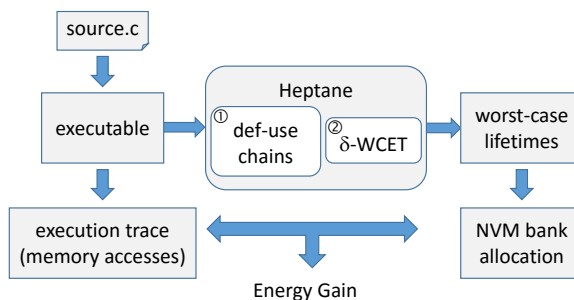 source.c
Heptane
executable
①
def-use
chains
②
δ-WCET
worst-case
lifetimes
execution trace
(memory accesses)
NVM bank
allocation
Energy Gain